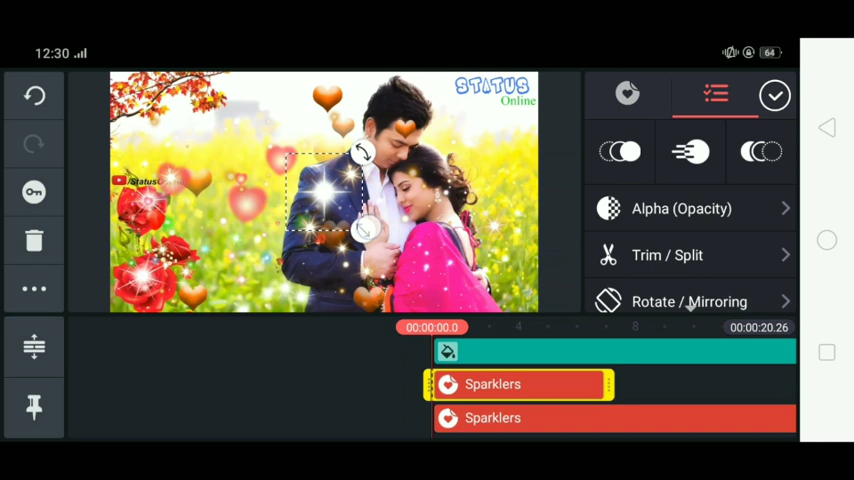 12:30
64
STATUS
Online
/StatusOnline
Alpha (Opacity)
Trim / Split
Rotate / Mirroring
00:00:00.0
4
8
00:00:20.26
Sparklers
Sparklers